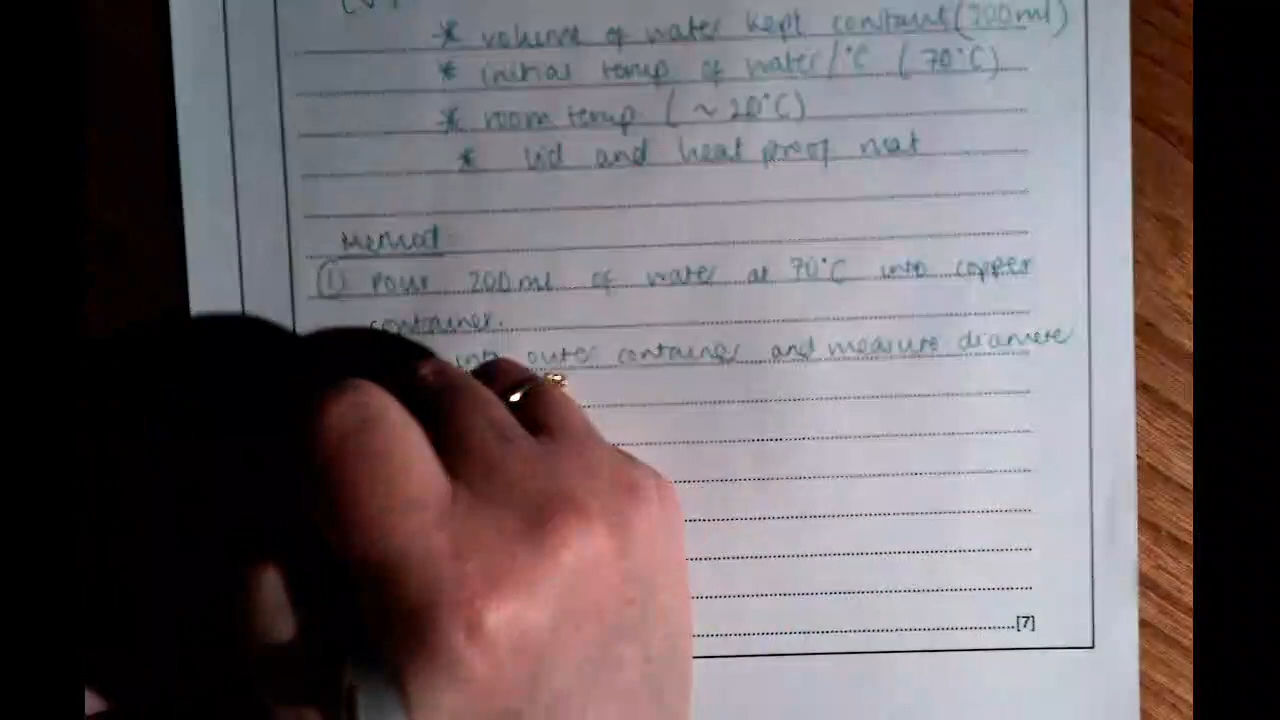 * volume of water kept constant (200ml)
* initial temp of water/°C (70°C)
* room temp (~20°C)
* lid and heat proof mat
Method
① Pour 200ml of water at 70°C into copper
container.
into outer container and measure diameter
[7]